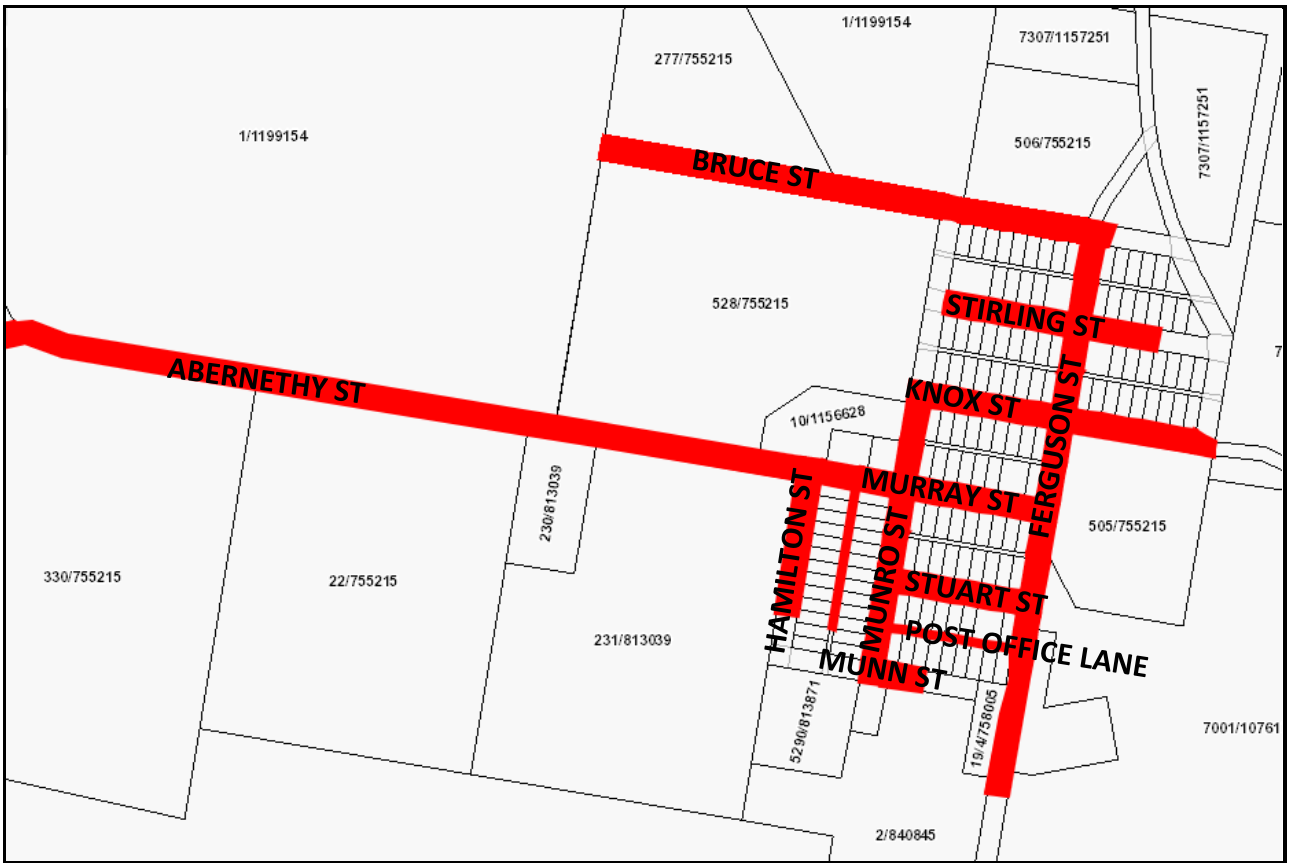 1/1199154
7307/1157251
277/755215
7307/1157251
1/1199154
506/755215
BRUCE ST
528/755215
STIRLING ST
7
ABERNETHY ST
KNOX ST
10/1156628
FERGUSON ST
MURRAY ST
HAMILTON ST
230/813039
MUNRO ST
505/755215
330/755215
22/755215
STUART ST
231/813039
POST OFFICE LANE
MUNN ST
5290/813871
19/4/758005
7001/10761
2/840845